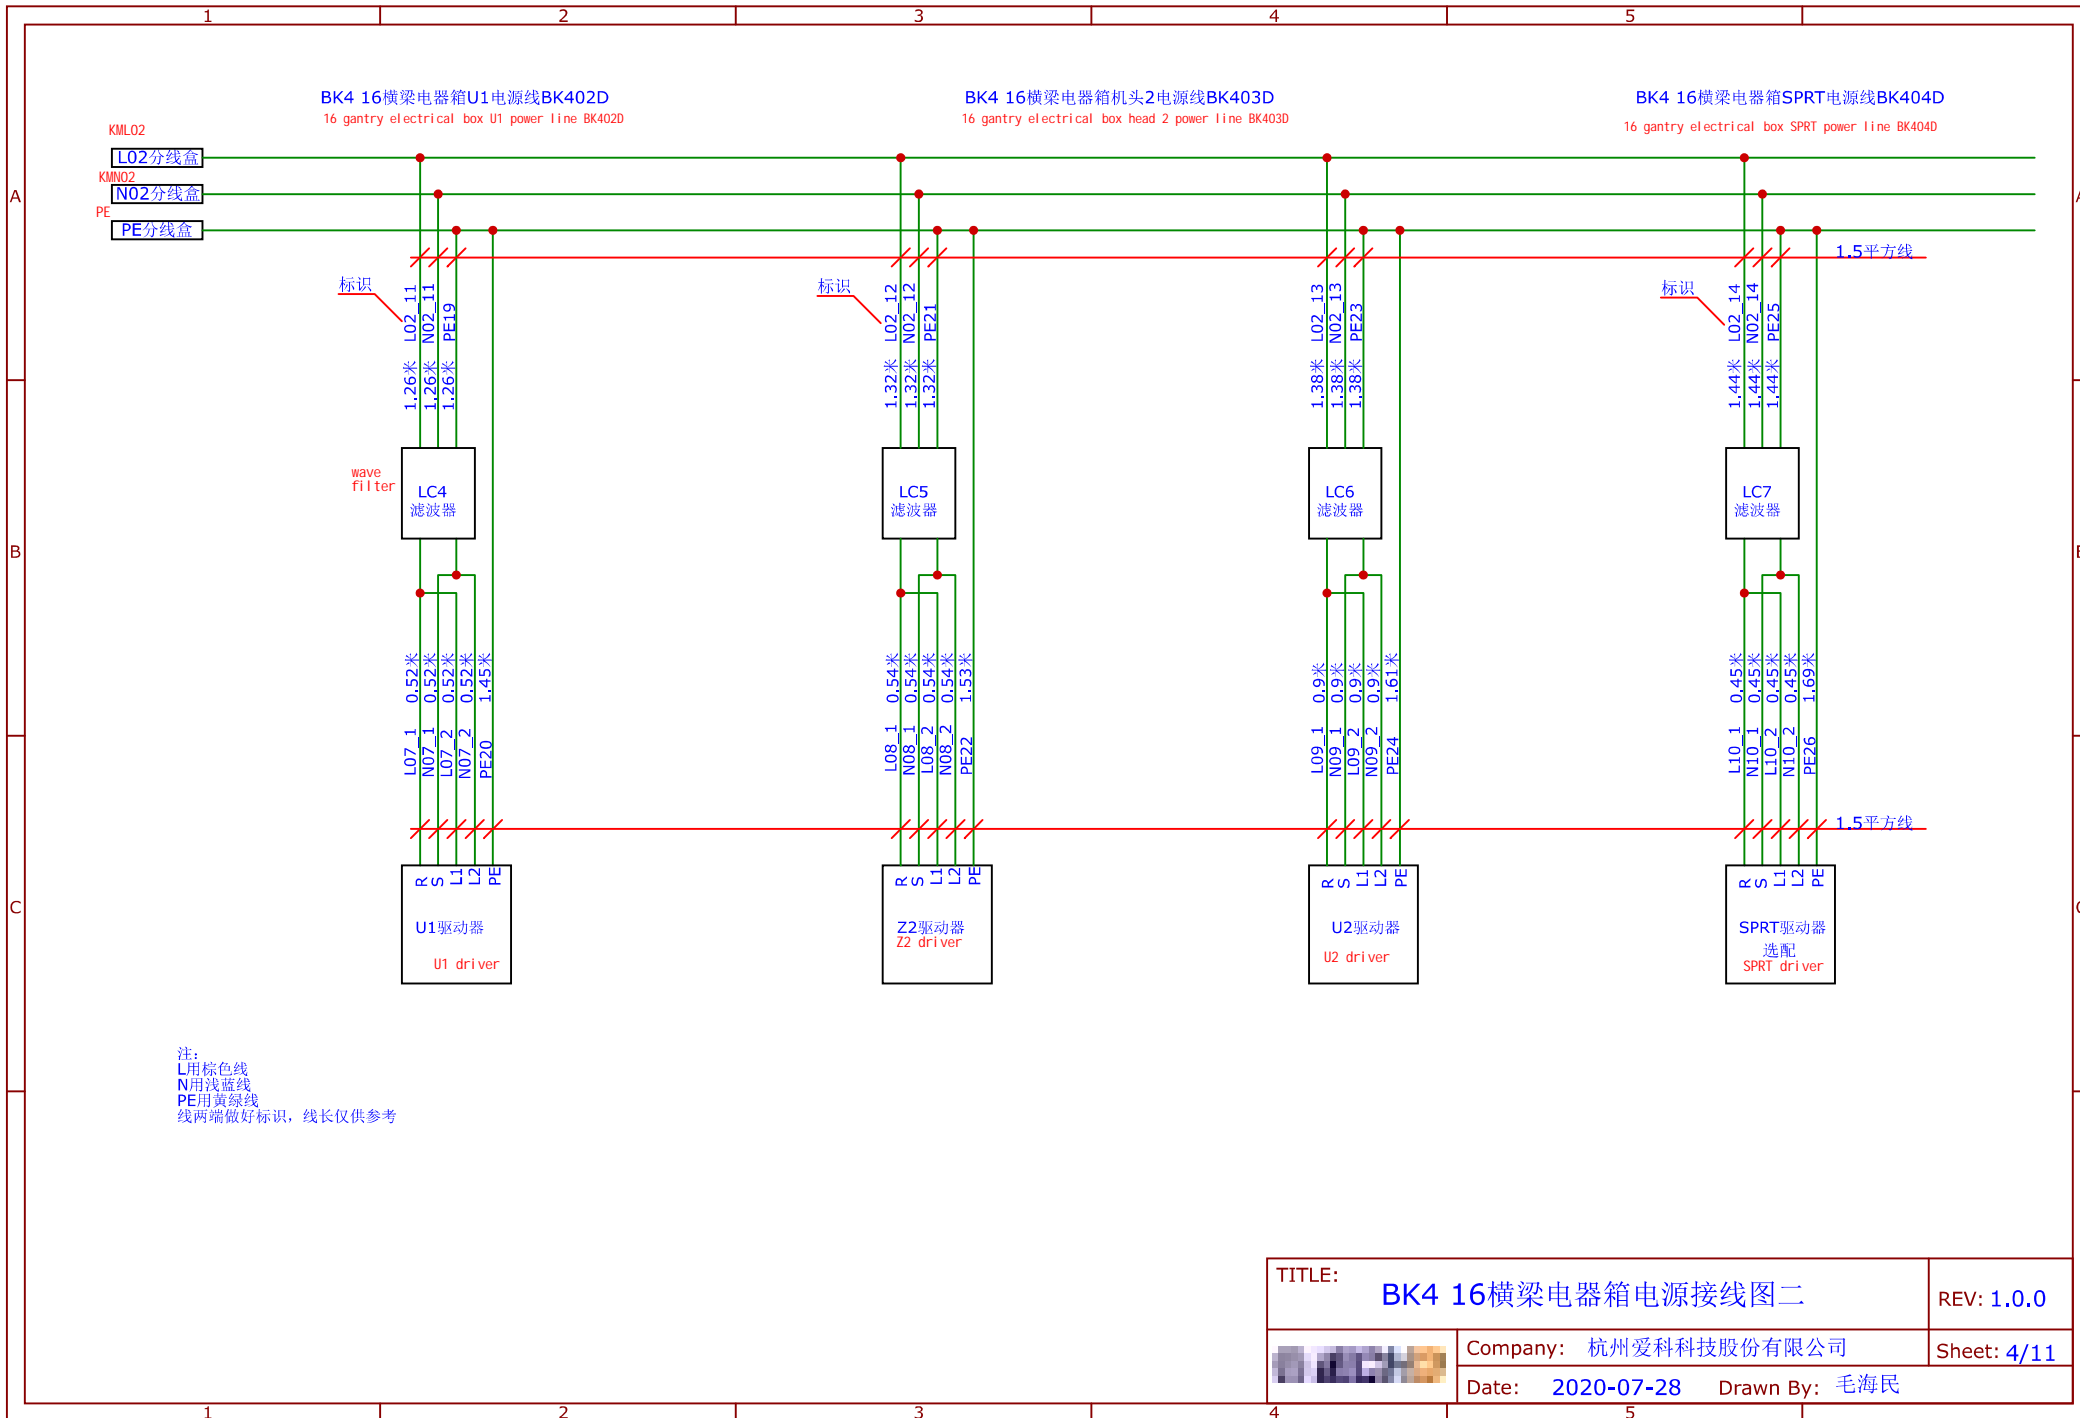 1 2 3 4 5
BK4 16横梁电器箱U1电源线BK402D
16 gantry electrical box U1 power line BK402D
BK4 16横梁电器箱机头2电源线BK403D
16 gantry electrical box head 2 power line BK403D
BK4 16横梁电器箱SPRT电源线BK404D
16 gantry electrical box SPRT power line BK404D
KML02
L02分线盒
KMN02
N02分线盒
PE
PE分线盒
A
A
1.5平方线
标识
L02_11
N02_11
PE19
1.26米
1.26米
1.26米
标识
L02_12
N02_12
PE21
1.32米
1.32米
1.32米
L02_13
N02_13
PE23
1.38米
1.38米
1.38米
标识
L02_14
N02_14
PE25
1.44米
1.44米
1.44米
wave
filter
LC4
滤波器
LC5
滤波器
LC6
滤波器
LC7
滤波器
B
B
0.52米
0.52米
0.52米
0.52米
1.45米
L07_1
N07_1
L07_2
N07_2
PE20
0.54米
0.54米
0.54米
0.54米
1.53米
L08_1
N08_1
L08_2
N08_2
PE22
0.9米
0.9米
0.9米
0.9米
1.61米
L09_1
N09_1
L09_2
N09_2
PE24
0.45米
0.45米
0.45米
0.45米
1.69米
L10_1
N10_1
L10_2
N10_2
PE26
1.5平方线
C
C
R S L1 L2 PE
U1驱动器
U1 driver
R S L1 L2 PE
Z2驱动器
Z2 driver
R S L1 L2 PE
U2驱动器
U2 driver
R S L1 L2 PE
SPRT驱动器
选配
SPRT driver
注：
L用棕色线
N用浅蓝线
PE用黄绿线
线两端做好标识，线长仅供参考
TITLE:
BK4 16横梁电器箱电源接线图二
REV: 1.0.0
Company: 杭州爱科科技股份有限公司
Sheet: 4/11
Date: 2020-07-28 Drawn By: 毛海民
1 2 3 4 5